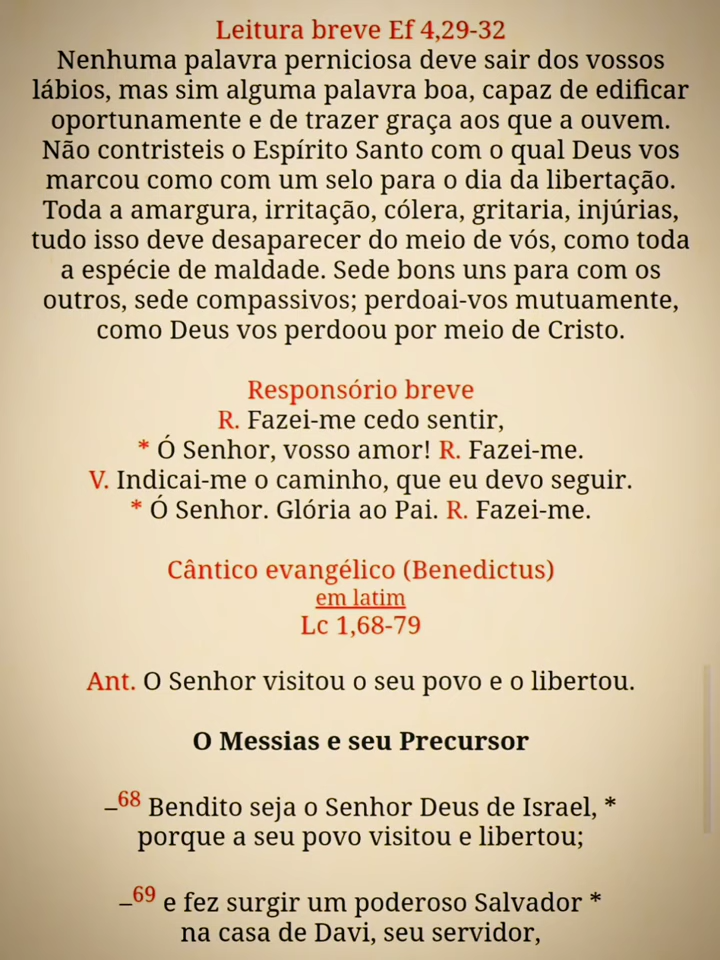 Leitura breve Ef 4,29-32
Nenhuma palavra perniciosa deve sair dos vossos
lábios, mas sim alguma palavra boa, capaz de edificar
oportunamente e de trazer graça aos que a ouvem.
Não contristeis o Espírito Santo com o qual Deus vos
marcou como com um selo para o dia da libertação.
Toda a amargura, irritação, cólera, gritaria, injúrias,
tudo isso deve desaparecer do meio de vós, como toda
a espécie de maldade. Sede bons uns para com os
outros, sede compassivos; perdoai-vos mutuamente,
como Deus vos perdoou por meio de Cristo.
Responsório breve
R. Fazei-me cedo sentir,
* Ó Senhor, vosso amor! R. Fazei-me.
V. Indicai-me o caminho, que eu devo seguir.
* Ó Senhor. Glória ao Pai. R. Fazei-me.
Cântico evangélico (Benedictus)
em latim
Lc 1,68-79
Ant. O Senhor visitou o seu povo e o libertou.
O Messias e seu Precursor
–68 Bendito seja o Senhor Deus de Israel, *
porque a seu povo visitou e libertou;
–69 e fez surgir um poderoso Salvador *
na casa de Davi, seu servidor,